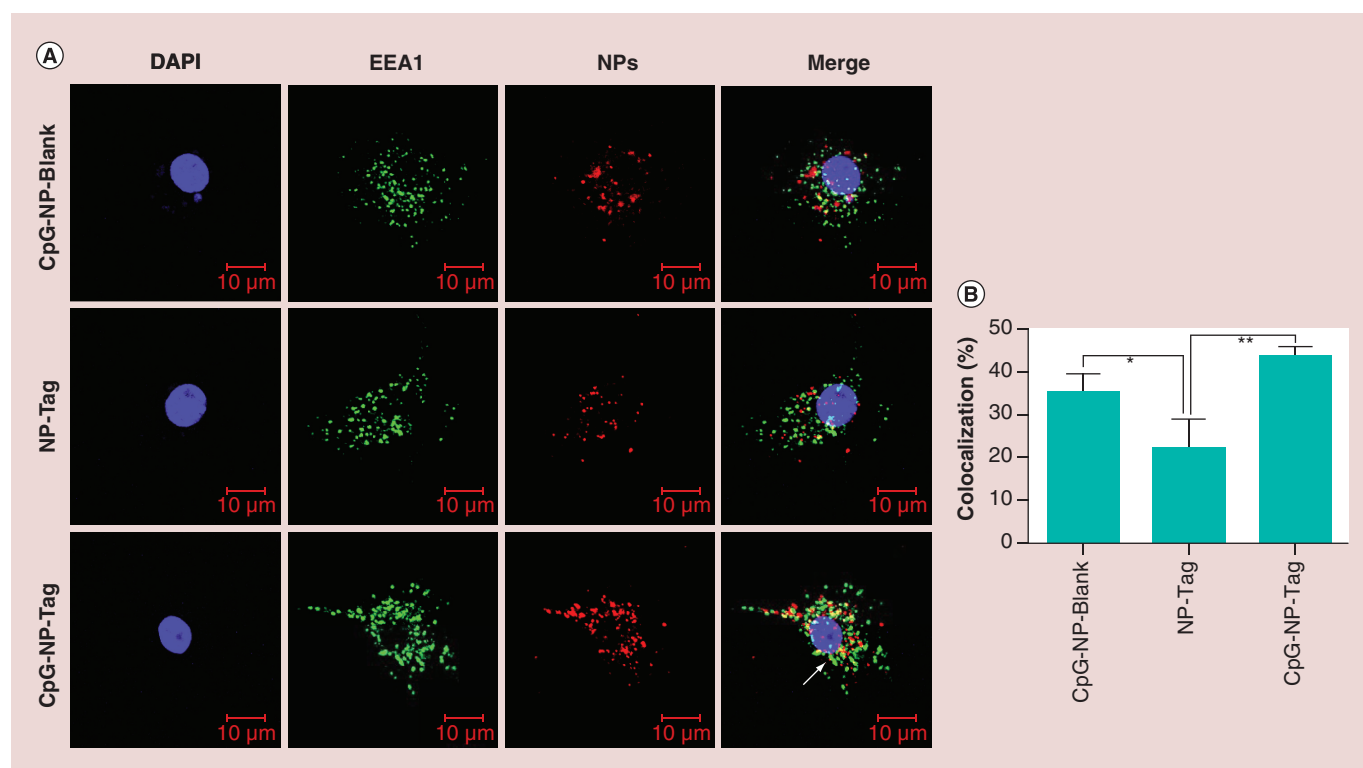 A
DAPI EEA1 NPs Merge
CpG-NP-Blank
10 µm 10 µm 10 µm 10 µm
NP-Tag
10 µm 10 µm 10 µm 10 µm
CpG-NP-Tag
10 µm 10 µm 10 µm 10 µm
B
Colocalization (%)
50
40
30
20
10
0
*
**
CpG-NP-Blank
NP-Tag
CpG-NP-Tag